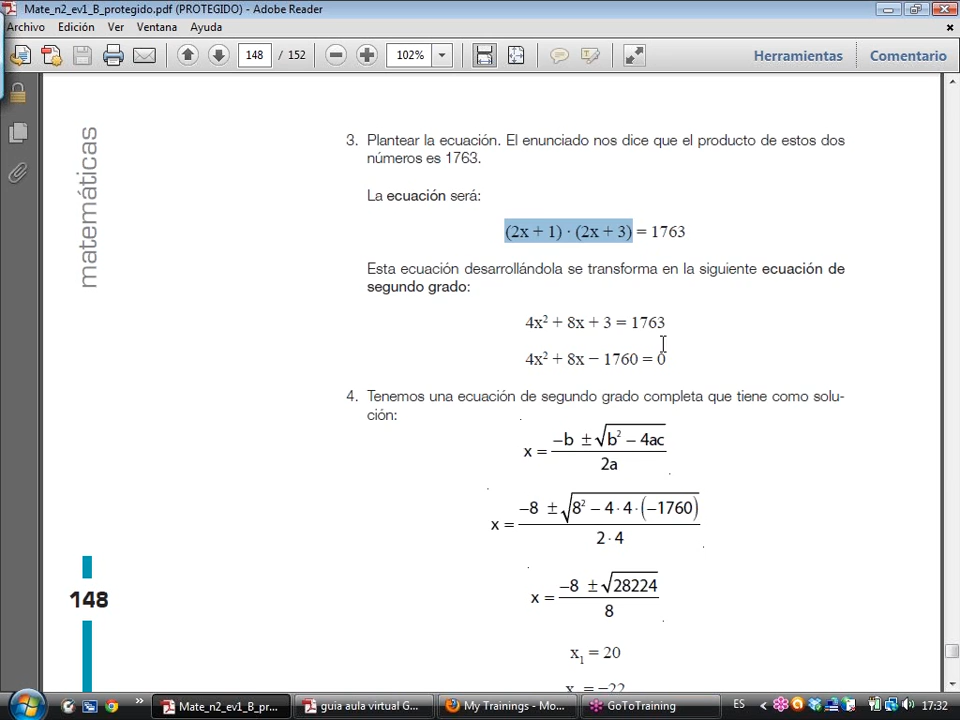 Mate_n2_ev1_B_protegido.pdf (PROTEGIDO) - Adobe Reader
Archivo Edición Ver Ventana Ayuda
148 / 152 102% Herramientas Comentario
matemáticas
3. Plantear la ecuación. El enunciado nos dice que el producto de estos dos
números es 1763.
La ecuación será:
(2x + 1) · (2x + 3) = 1763
Esta ecuación desarrollándola se transforma en la siguiente ecuación de
segundo grado:
4x² + 8x + 3 = 1763
4x² + 8x − 1760 = 0
4. Tenemos una ecuación de segundo grado completa que tiene como solu-
ción:
x = (−b ± √(b² − 4ac)) / 2a
x = (−8 ± √(8² − 4·4·(−1760))) / 2·4
x = (−8 ± √28224) / 8
148
x₁ = 20
x = −22
Mate_n2_ev1_B_pr... guia aula virtual G... My Trainings - Mo... GoToTraining ES 17:32